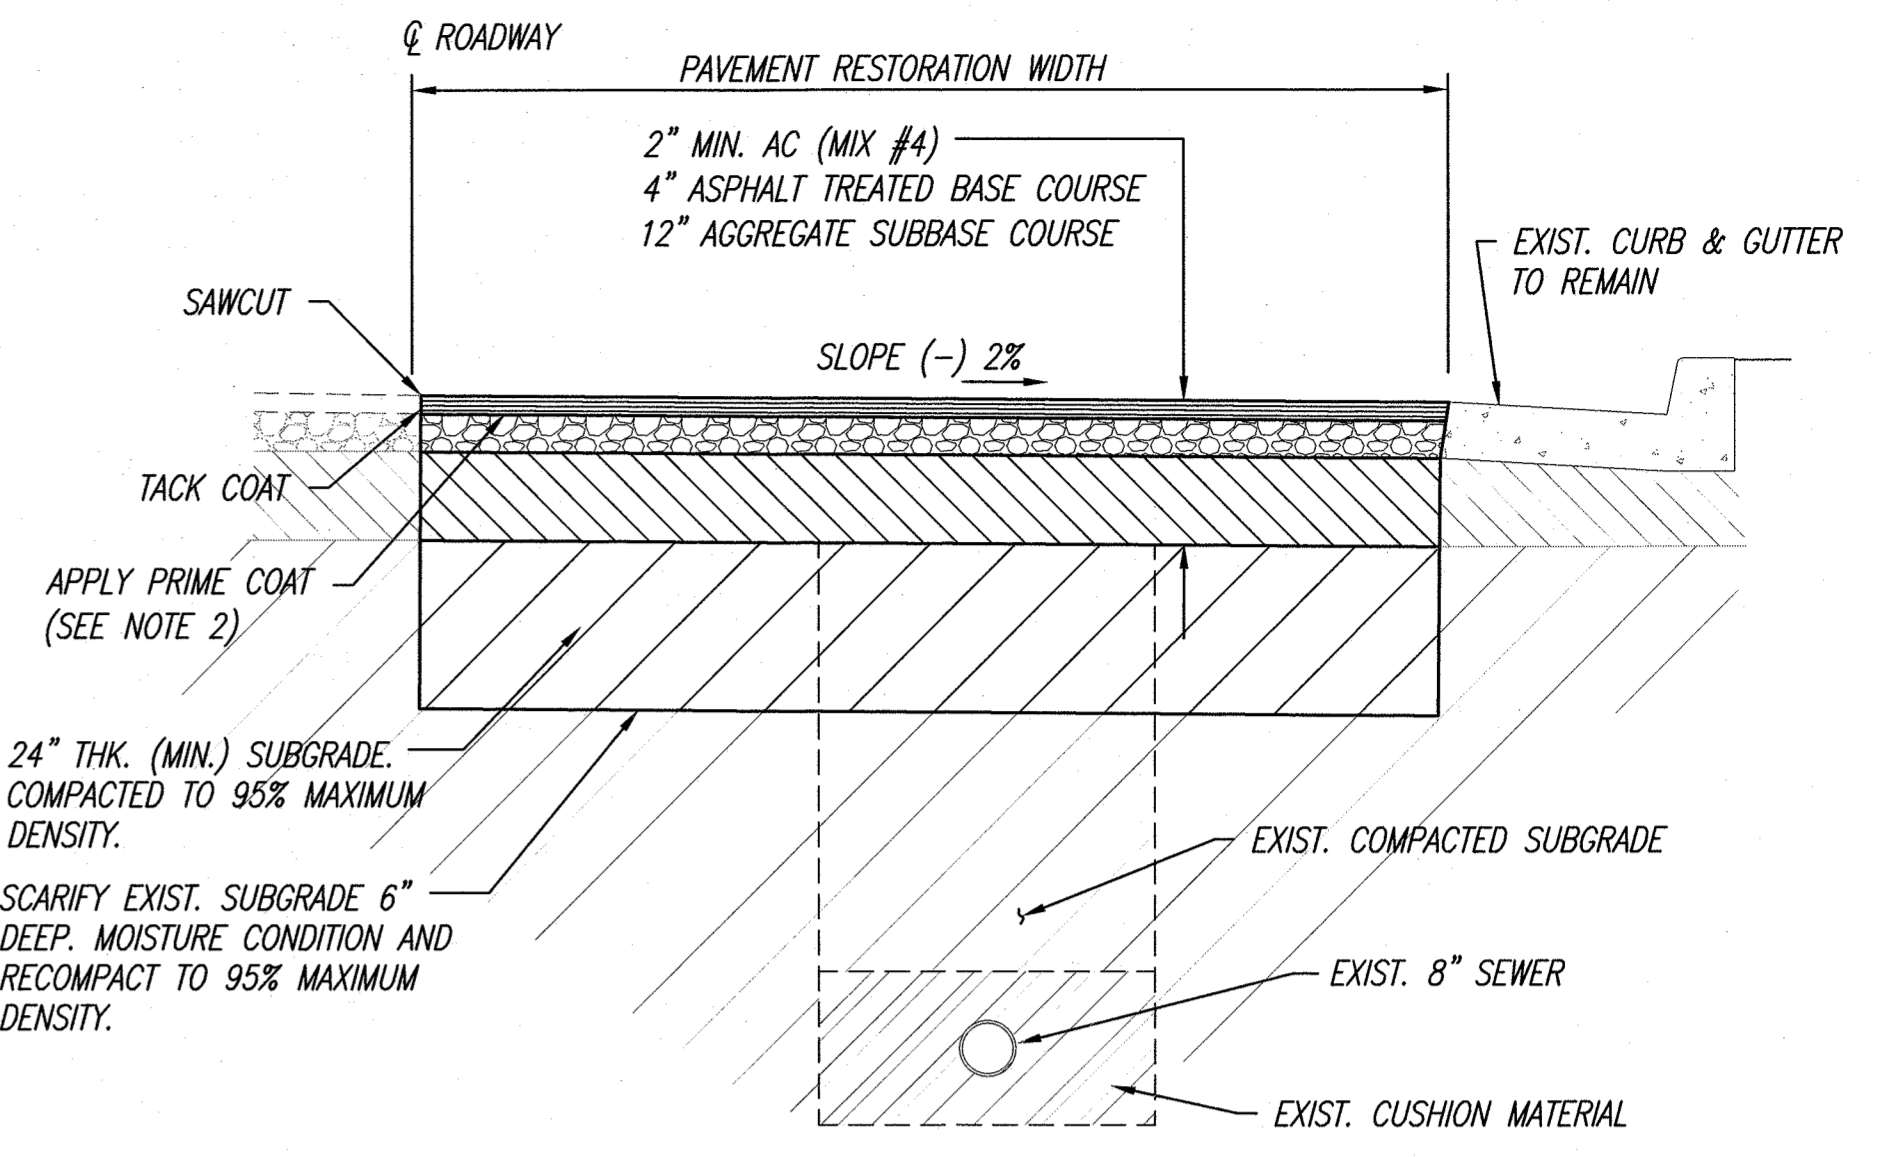 ℄ ROADWAY
PAVEMENT RESTORATION WIDTH
2" MIN. AC (MIX #4)
4" ASPHALT TREATED BASE COURSE
12" AGGREGATE SUBBASE COURSE
EXIST. CURB & GUTTER
TO REMAIN
SAWCUT
SLOPE (-) 2%
TACK COAT
APPLY PRIME COAT
(SEE NOTE 2)
24" THK. (MIN.) SUBGRADE.
COMPACTED TO 95% MAXIMUM
DENSITY.
SCARIFY EXIST. SUBGRADE 6"
DEEP. MOISTURE CONDITION AND
RECOMPACT TO 95% MAXIMUM
DENSITY.
EXIST. COMPACTED SUBGRADE
EXIST. 8" SEWER
EXIST. CUSHION MATERIAL